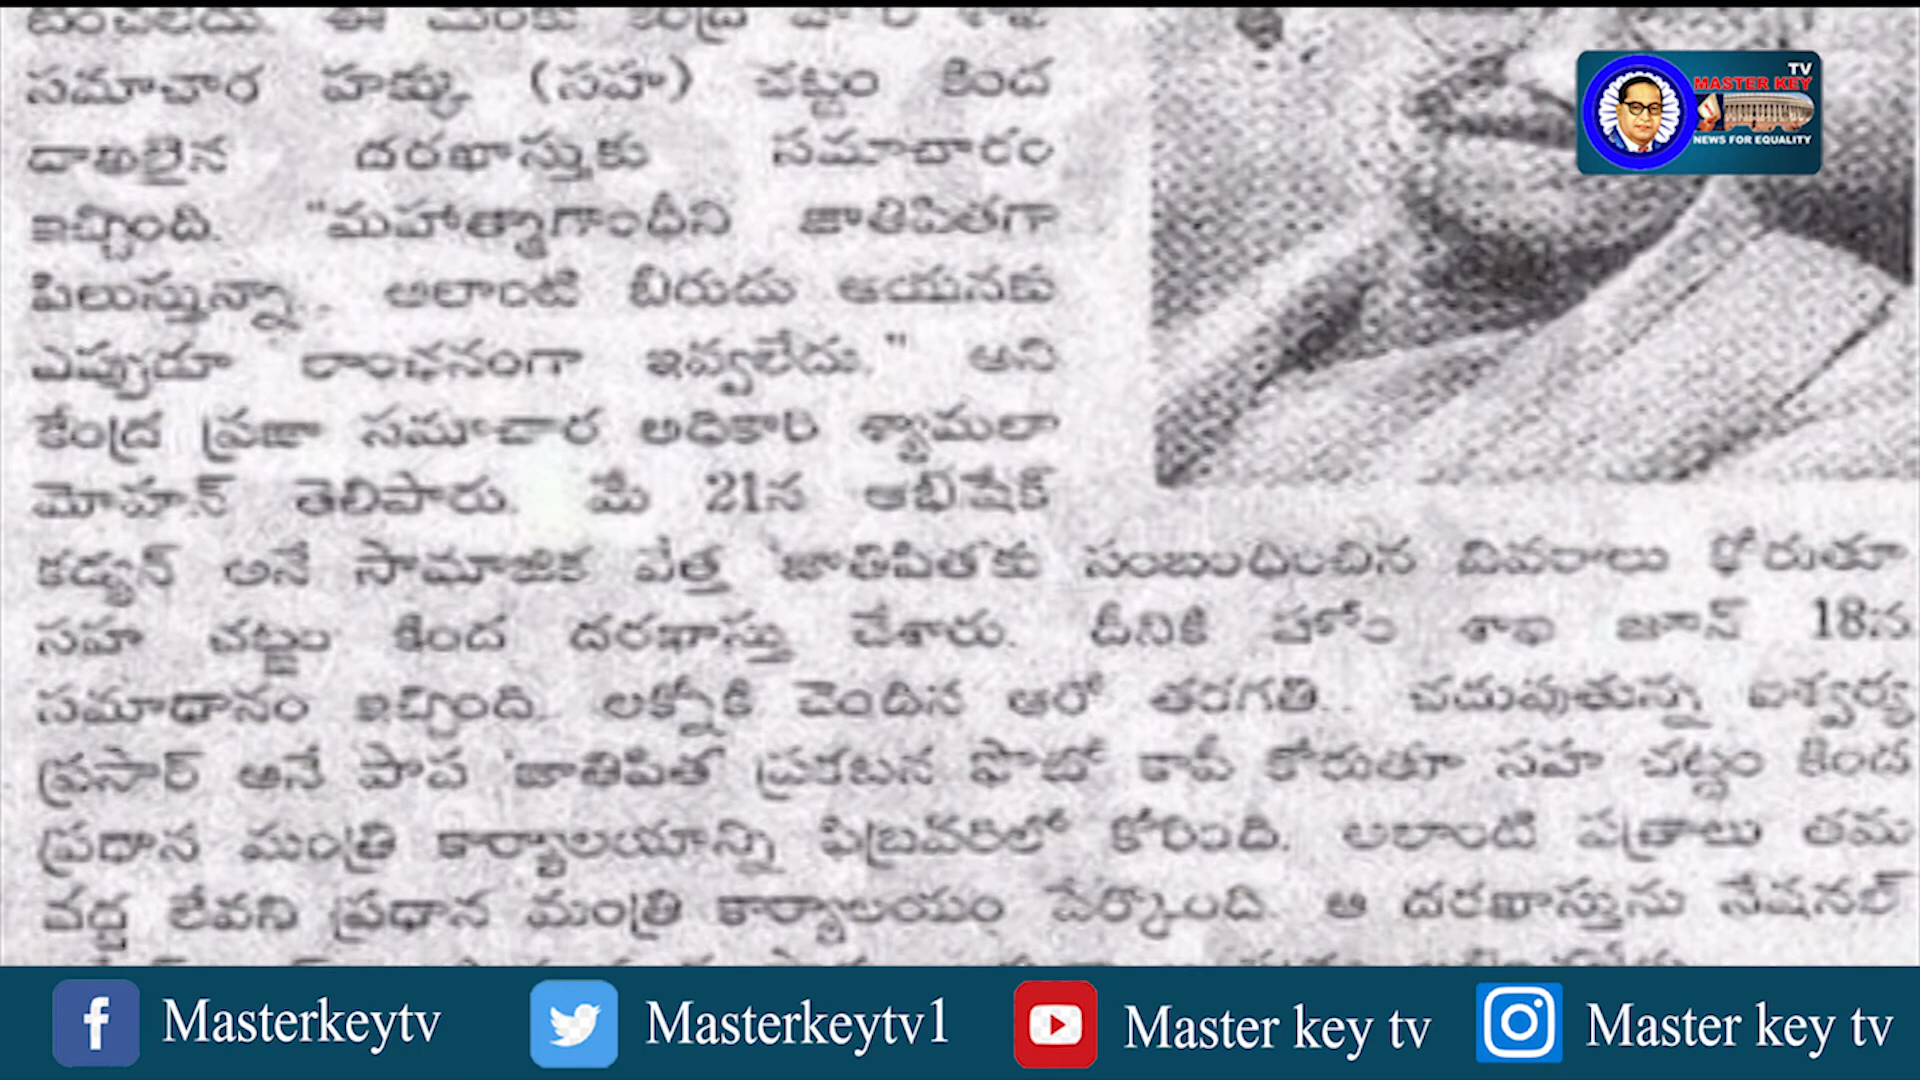 సమాచార హక్కు (సహ) చట్టం కింద
దాఖలైన దరఖాస్తుకు సమాచారం
ఇచ్చింది. "మహాత్మాగాంధీని జాతిపితగా
పిలుస్తున్నా.. అలాంటి బిరుదు ఆయనకు
ఎప్పుడూ లాంఛనంగా ఇవ్వలేదు." అని
కేంద్ర ప్రజా సమాచార అధికారి శ్యామలా
మోహన్ తెలిపారు. మే 21న అభిషేక్
కడ్యన్ అనే సామాజిక వేత్త 'జాతిపిత'కు సంబంధించిన వివరాలు కోరుతూ
సహ చట్టం కింద దరఖాస్తు చేశారు. దీనికి హోం శాఖ జూన్ 18న
సమాధానం ఇచ్చింది. లక్నోకి చెందిన ఆరో తరగతి.. చదువుతున్న ఐశ్వర్య
ప్రసార్ అనే పాప 'జాతిపిత' ప్రకటన ఫొటో కాపీ కోరుతూ సహ చట్టం కింద
ప్రధాన మంత్రి కార్యాలయాన్ని ఫిబ్రవరిలో కోరింది. అలాంటి పత్రాలు తమ
వద్ద లేవని ప్రధాన మంత్రి కార్యాలయం పేర్కొంది. ఆ దరఖాస్తును నేషనల్
TV
MASTER KEY
NEWS FOR EQUALITY
Masterkeytv
Masterkeytv1
Master key tv
Master key tv